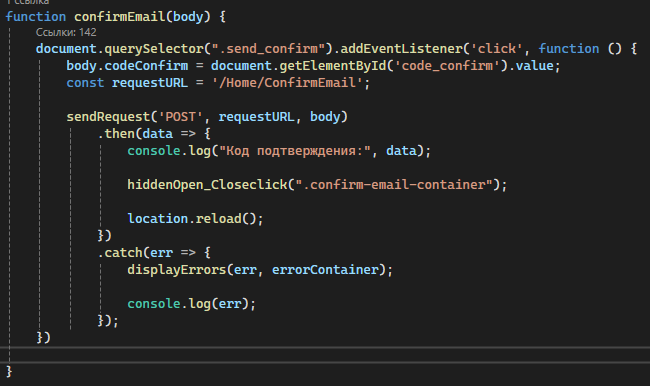 1 ссылка
function confirmEmail(body) {
Ссылки: 142
document.querySelector(".send_confirm").addEventListener('click', function () {
body.codeConfirm = document.getElementById('code_confirm').value;
const requestURL = '/Home/ConfirmEmail';
sendRequest('POST', requestURL, body)
.then(data => {
console.log("Код подтверждения:", data);
hiddenOpen_Closeclick(".confirm-email-container");
location.reload();
})
.catch(err => {
displayErrors(err, errorContainer);
console.log(err);
});
})
}